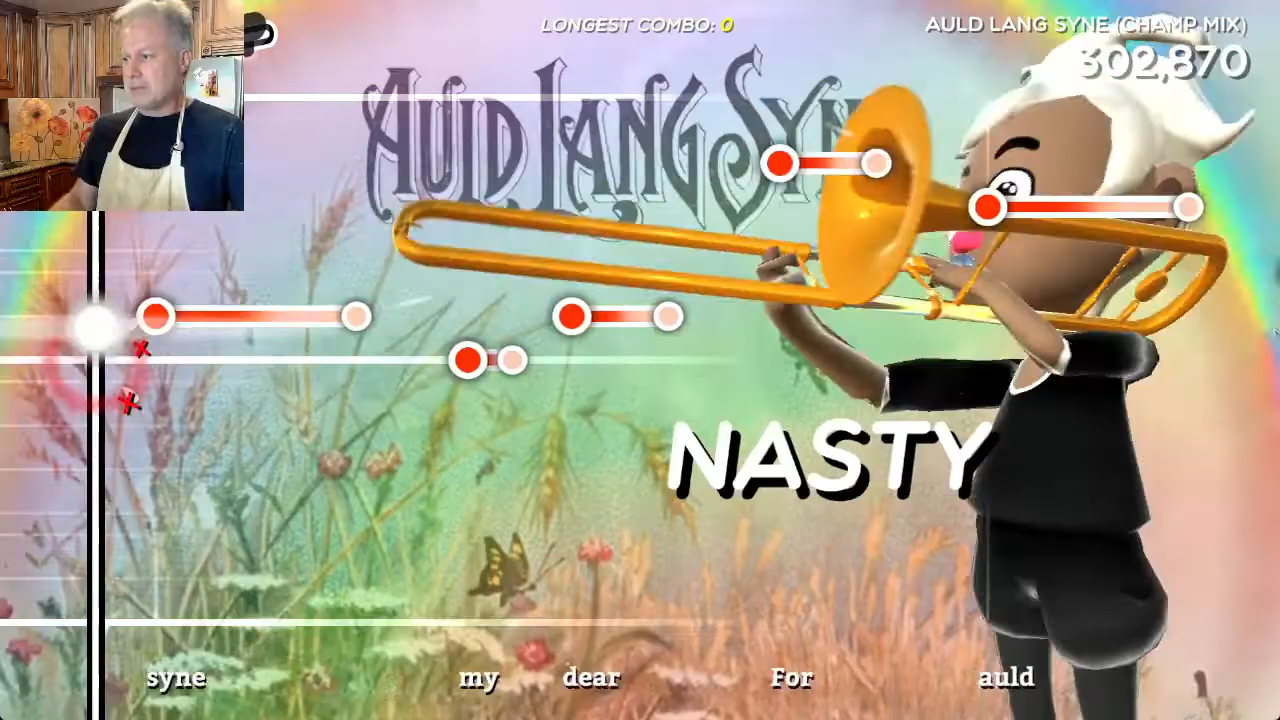 LONGEST COMBO: 0
AULD LANG SYNE (CHAMP MIX)
302,870
AULD LANG SYN
NASTY
syne my dear For auld